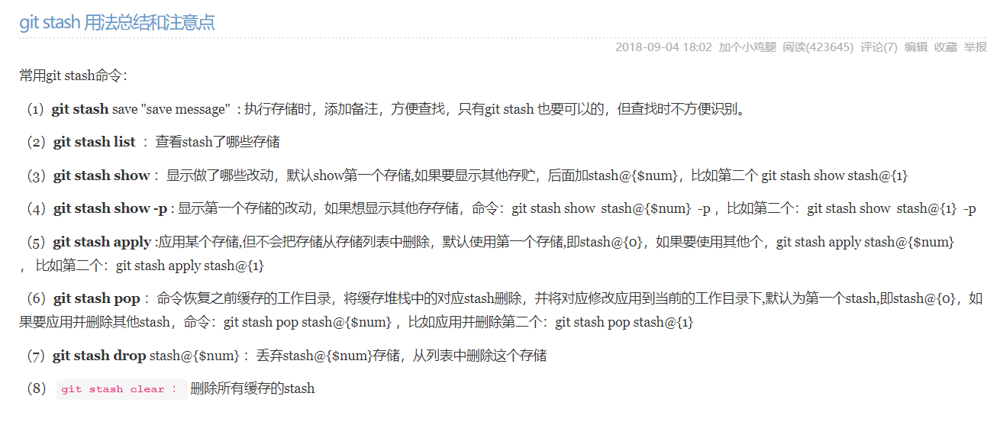 git stash 用法总结和注意点
2018-09-04 18:02 加个小鸡腿 阅读(423645) 评论(7) 编辑 收藏 举报
常用git stash命令：
（1）git stash save "save message" : 执行存储时，添加备注，方便查找，只有git stash 也要可以的，但查找时不方便识别。
（2）git stash list ：查看stash了哪些存储
（3）git stash show ：显示做了哪些改动，默认show第一个存储,如果要显示其他存贮，后面加stash@{$num}，比如第二个 git stash show stash@{1}
（4）git stash show -p : 显示第一个存储的改动，如果想显示其他存存储，命令：git stash show stash@{$num} -p ，比如第二个：git stash show stash@{1} -p
（5）git stash apply :应用某个存储,但不会把存储从存储列表中删除，默认使用第一个存储,即stash@{0}，如果要使用其他个，git stash apply stash@{$num}
， 比如第二个：git stash apply stash@{1}
（6）git stash pop ：命令恢复之前缓存的工作目录，将缓存堆栈中的对应stash删除，并将对应修改应用到当前的工作目录下,默认为第一个stash,即stash@{0}，如
果要应用并删除其他stash，命令：git stash pop stash@{$num} ，比如应用并删除第二个：git stash pop stash@{1}
（7）git stash drop stash@{$num} ：丢弃stash@{$num}存储，从列表中删除这个存储
（8）git stash clear ：删除所有缓存的stash